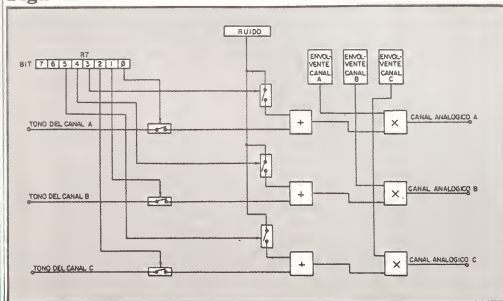 RUIDO
R7
BIT 7 6 5 4 3 2 1 0
ENVOL-
VENTE
CANAL
A
ENVOL-
VENTE
CANAL
B
ENVOL-
VENTE
CANAL
C
TONO DEL CANAL A
+
×
CANAL ANALOGICO A
TONO DEL CANAL B
+
×
CANAL ANALOGICO B
TONO DEL CANAL C
+
×
CANAL ANALOGICO C